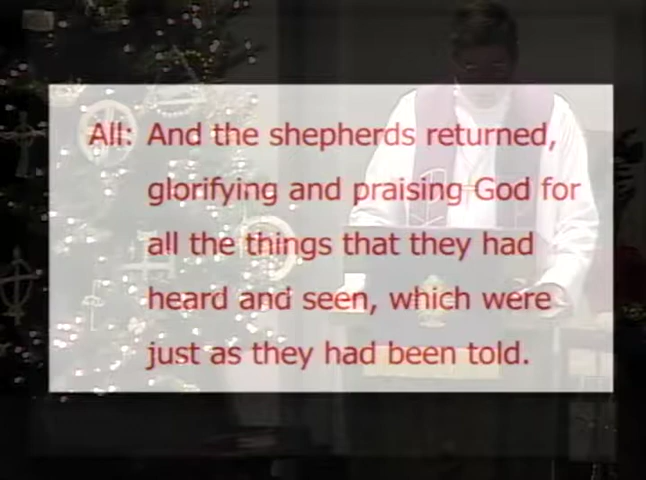 All: And the shepherds returned,
glorifying and praising God for
all the things that they had
heard and seen, which were
just as they had been told.